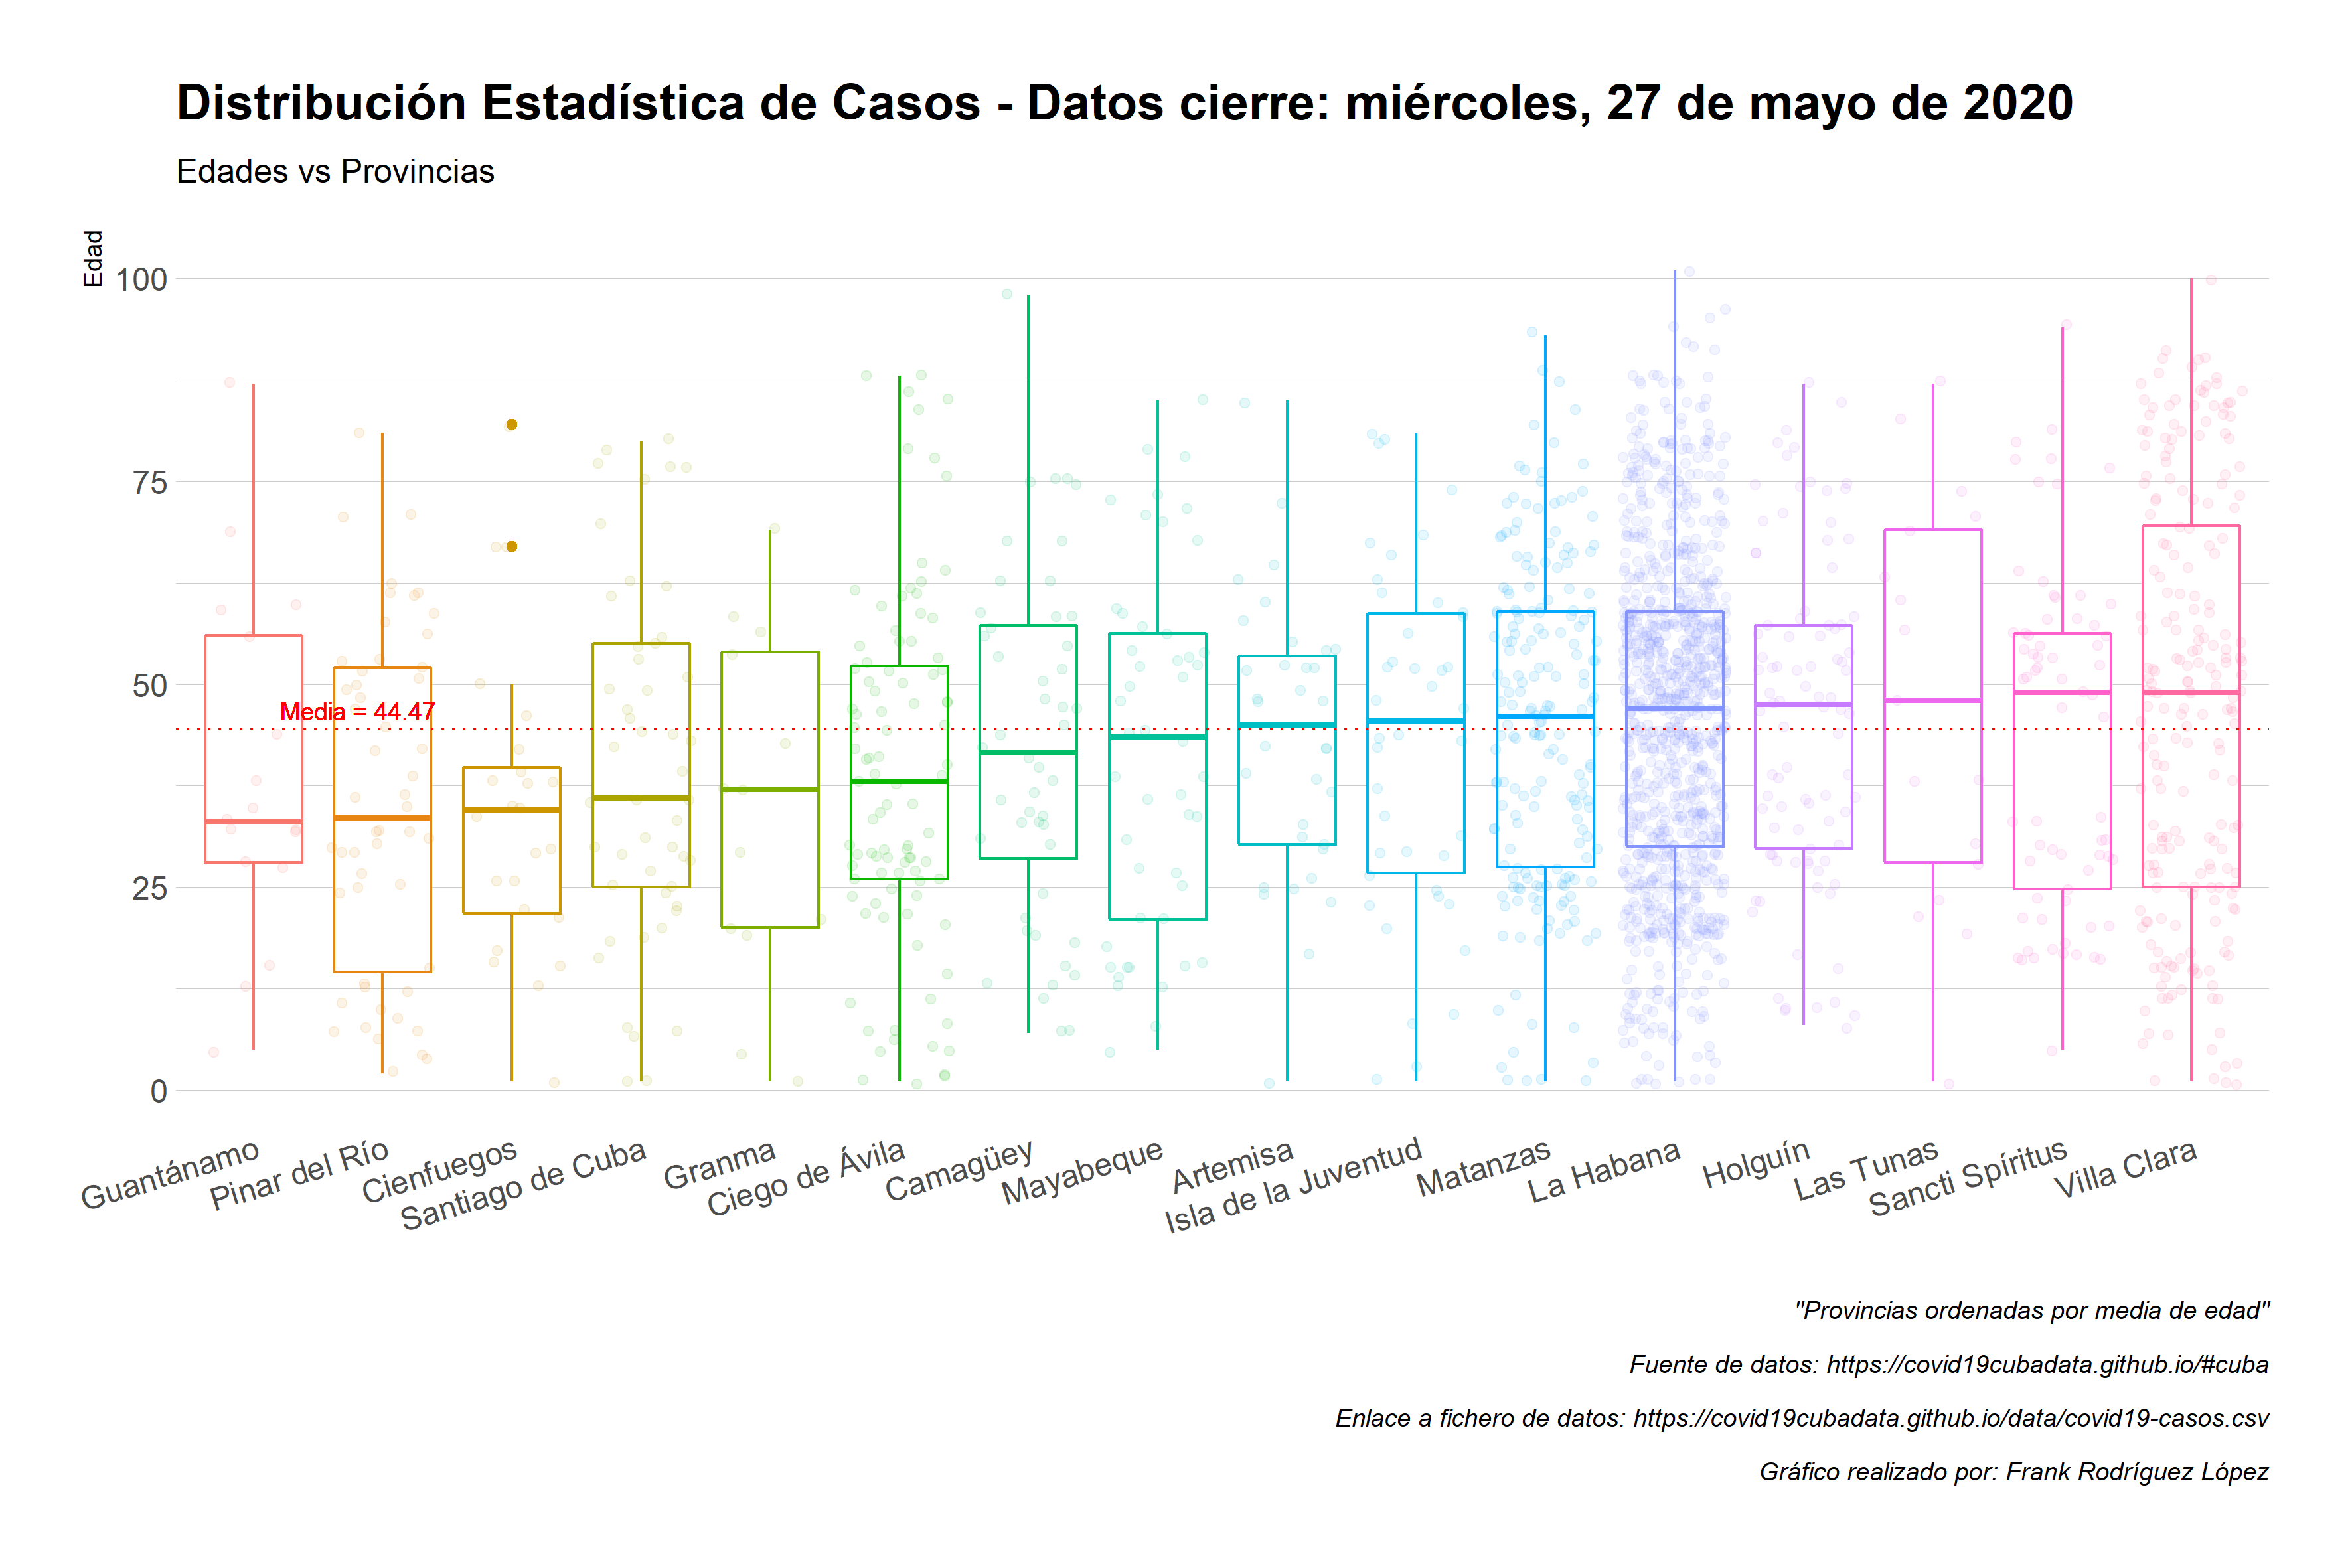 Distribución Estadística de Casos - Datos cierre: miércoles, 27 de mayo de 2020
Edades vs Provincias
Edad
100
75
50
25
0
Media = 44.47
Guantánamo
Pinar del Río
Cienfuegos
Santiago de Cuba
Granma
Ciego de Ávila
Camagüey
Mayabeque
Artemisa
Isla de la Juventud
Matanzas
La Habana
Holguín
Las Tunas
Sancti Spíritus
Villa Clara
"Provincias ordenadas por media de edad"
Fuente de datos: https://covid19cubadata.github.io/#cuba
Enlace a fichero de datos: https://covid19cubadata.github.io/data/covid19-casos.csv
Gráfico realizado por: Frank Rodríguez López